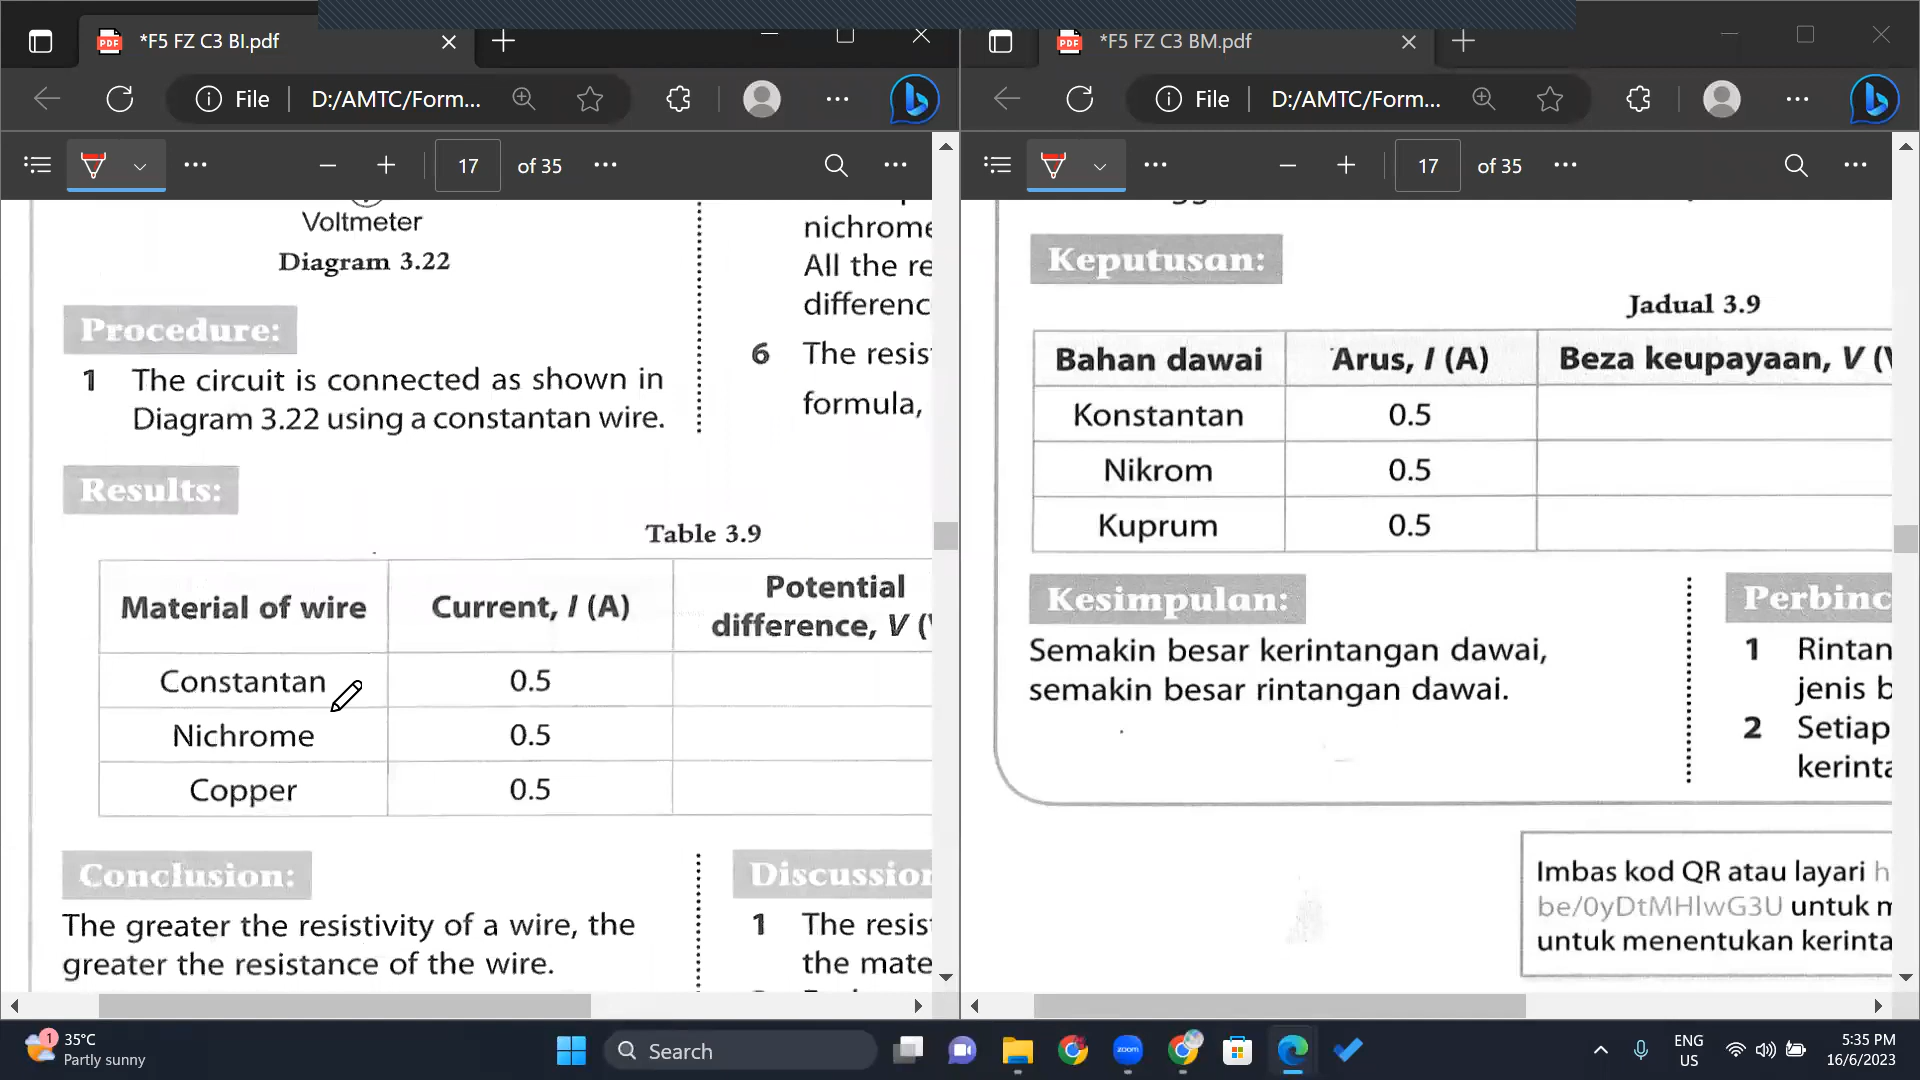 *F5 FZ C3 BI.pdf
File
D:/AMTC/Form...
17
of 35
Voltmeter
Diagram 3.22
Procedure:
1 The circuit is connected as shown in
Diagram 3.22 using a constantan wire.
nichrome
All the re
differenc
6 The resis
formula,
Results:
Table 3.9
Material of wire
Current, I (A)
Potential
difference, V (
Constantan 0.5
Nichrome 0.5
Copper 0.5
Conclusion:
The greater the resistivity of a wire, the
greater the resistance of the wire.
Discussion
1 The resis
the mate
*F5 FZ C3 BM.pdf
File
D:/AMTC/Form...
17
of 35
Keputusan:
Jadual 3.9
Bahan dawai Arus, I (A) Beza keupayaan, V (V
Konstantan 0.5
Nikrom 0.5
Kuprum 0.5
Kesimpulan:
Semakin besar kerintangan dawai,
semakin besar rintangan dawai.
Perbinc
1 Rintan
jenis b
2 Setiap
kerinta
Imbas kod QR atau layari h
be/0yDtMHlwG3U untuk m
untuk menentukan kerinta
1
35°C
Partly sunny
Search
zoom
ENG
US
5:35 PM
16/6/2023